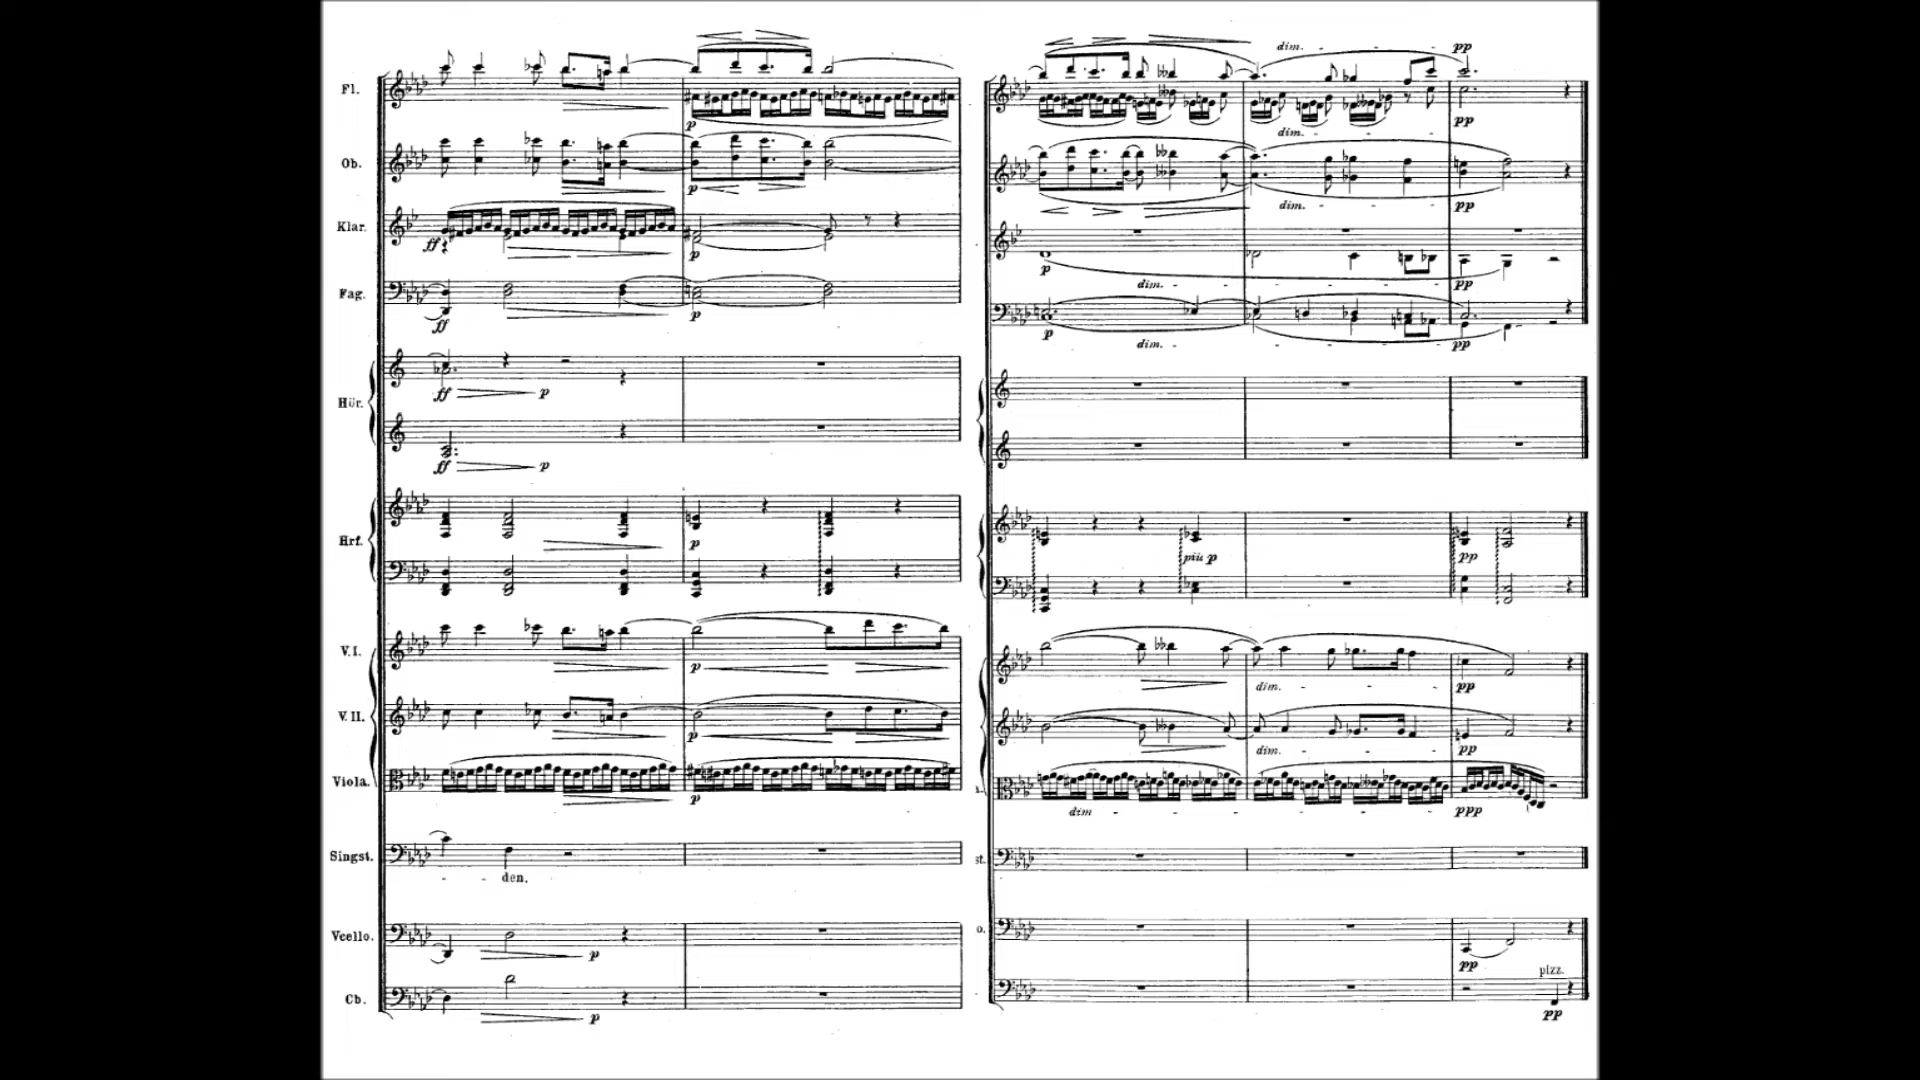 Fl.
p
dim.
pp
dim.
pp
Ob.
p
dim.
pp
Klar.
ff
p
p
dim.
pp
Fag.
ff
p
p
dim.
pp
Hör.
ff
p
ff
p
Hrf.
p
più p
pp
V.I.
p
dim.
pp
V.II.
p
dim.
pp
Viola.
p
dim
ppp
Singst.
den.
st.
Vcello.
p
o.
pp
Cb.
p
pizz.
pp